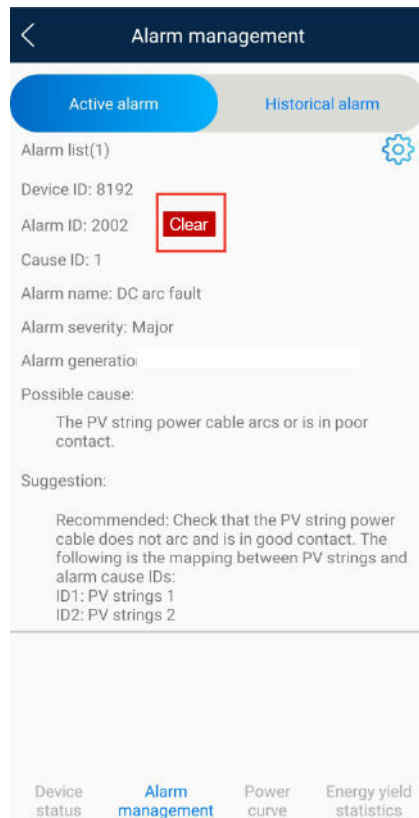 Alarm management
Active alarm
Historical alarm
Alarm list(1)
Device ID: 8192
Alarm ID: 2002 Clear
Cause ID: 1
Alarm name: DC arc fault
Alarm severity: Major
Alarm generatio
Possible cause:
The PV string power cable arcs or is in poor
contact.
Suggestion:
Recommended: Check that the PV string power
cable does not arc and is in good contact. The
following is the mapping between PV strings and
alarm cause IDs:
ID1: PV strings 1
ID2: PV strings 2
Device
status
Alarm
management
Power
curve
Energy yield
statistics